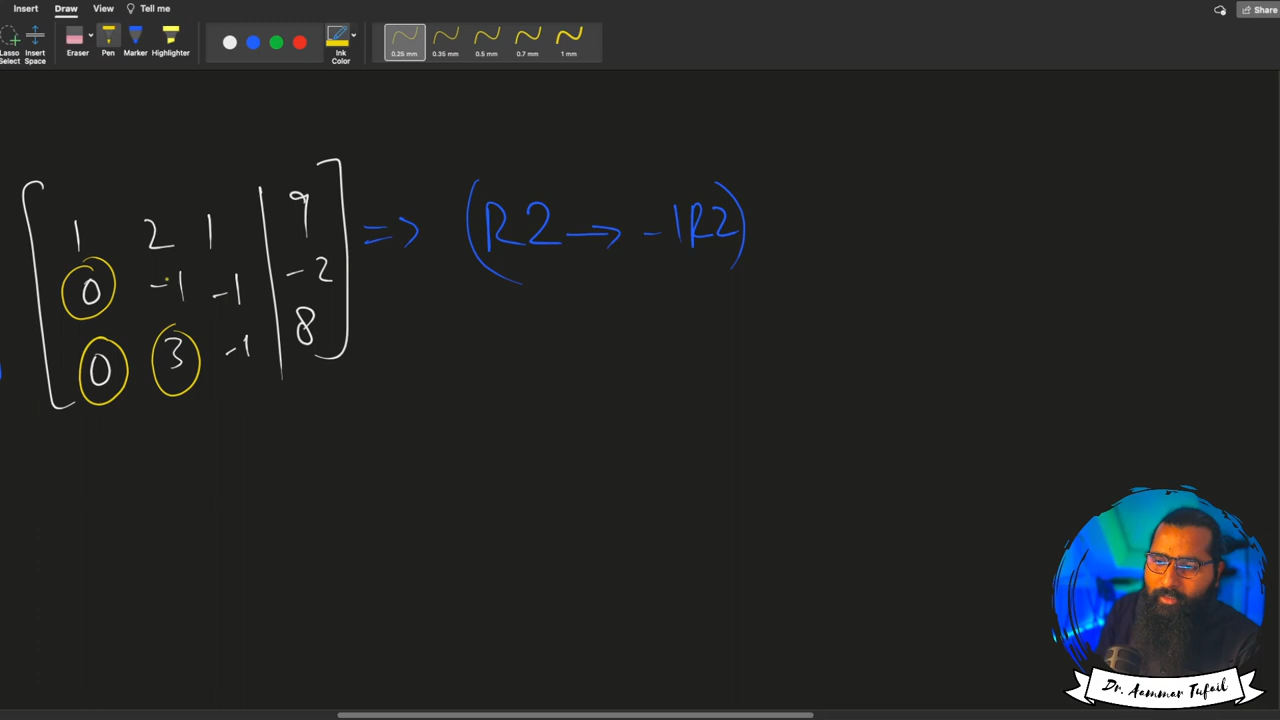 Insert Draw View Tell me Share
Lasso Select Insert Space Eraser Pen Marker Highlighter Ink Color 0.25 mm 0.35 mm 0.5 mm 0.7 mm 1 mm
1 2 1 | 9 => (R2 → -1R2)
0 -1 -1 | -2
0 3 -1 | 8
Dr. Aammar Tufail